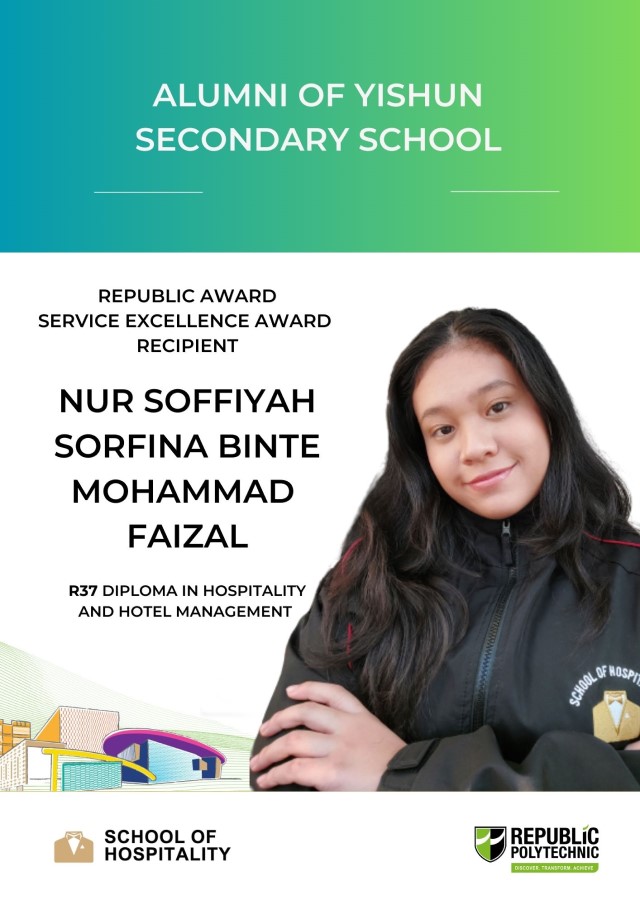 ALUMNI OF YISHUN
SECONDARY SCHOOL
REPUBLIC AWARD
SERVICE EXCELLENCE AWARD
RECIPIENT
NUR SOFFIYAH
SORFINA BINTE
MOHAMMAD
FAIZAL
R37 DIPLOMA IN HOSPITALITY
AND HOTEL MANAGEMENT
SCHOOL OF HOSPIT
SCHOOL OF
HOSPITALITY
REPUBLIC
POLYTECHNIC
DISCOVER. TRANSFORM. ACHIEVE